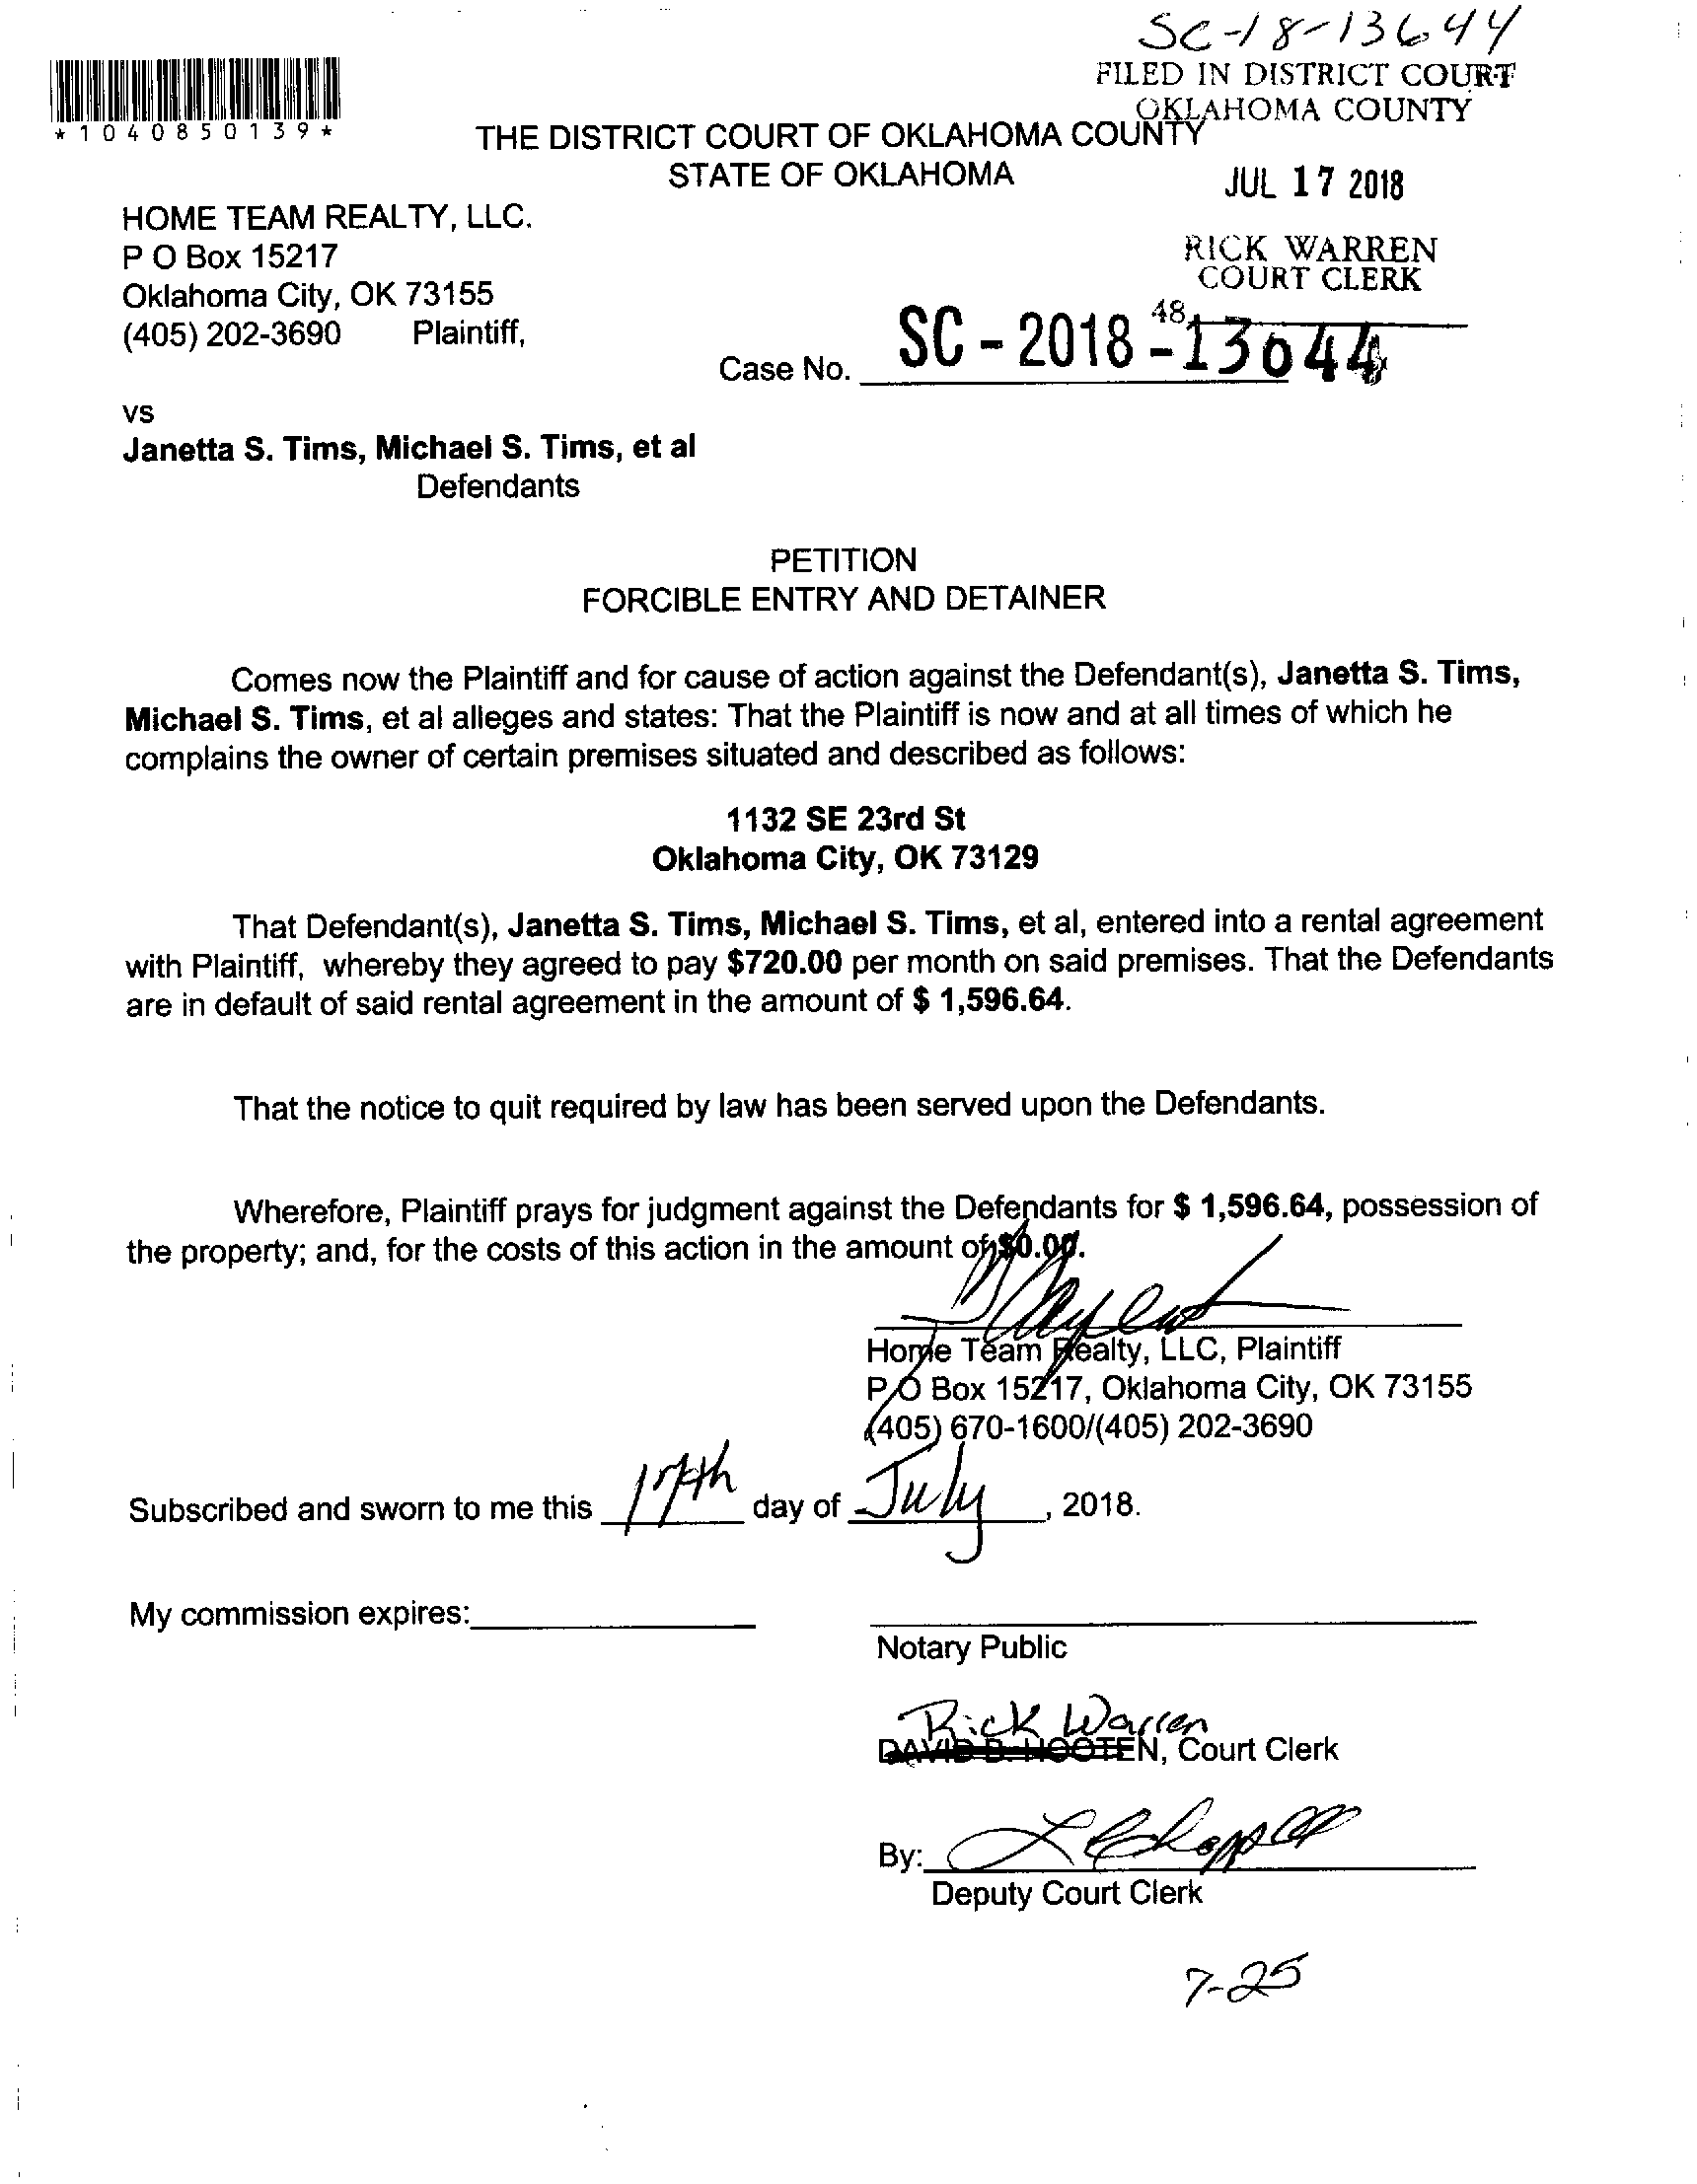 SC-18-13644
FILED IN DISTRICT COURT
OKLAHOMA COUNTY
*1040850139*
THE DISTRICT COURT OF OKLAHOMA COUNTY
STATE OF OKLAHOMA
JUL 17 2018
HOME TEAM REALTY, LLC.
P O Box 15217
Oklahoma City, OK 73155
(405) 202-3690 Plaintiff,
RICK WARREN
COURT CLERK
48
Case No. SC - 2018 - 13644
vs
Janetta S. Tims, Michael S. Tims, et al
Defendants
PETITION
FORCIBLE ENTRY AND DETAINER
Comes now the Plaintiff and for cause of action against the Defendant(s), Janetta S. Tims,
Michael S. Tims, et al alleges and states: That the Plaintiff is now and at all times of which he
complains the owner of certain premises situated and described as follows:
1132 SE 23rd St
Oklahoma City, OK 73129
That Defendant(s), Janetta S. Tims, Michael S. Tims, et al, entered into a rental agreement
with Plaintiff, whereby they agreed to pay $720.00 per month on said premises. That the Defendants
are in default of said rental agreement in the amount of $ 1,596.64.
That the notice to quit required by law has been served upon the Defendants.
Wherefore, Plaintiff prays for judgment against the Defendants for $ 1,596.64, possession of
the property; and, for the costs of this action in the amount of $0.00.
Home Team Realty, LLC, Plaintiff
P O Box 15217, Oklahoma City, OK 73155
(405) 670-1600/(405) 202-3690
Subscribed and sworn to me this 17th day of July, 2018.
My commission expires:
Notary Public
Rick Warren
DAVID B. HOOTEN, Court Clerk
By:
Deputy Court Clerk
7-25